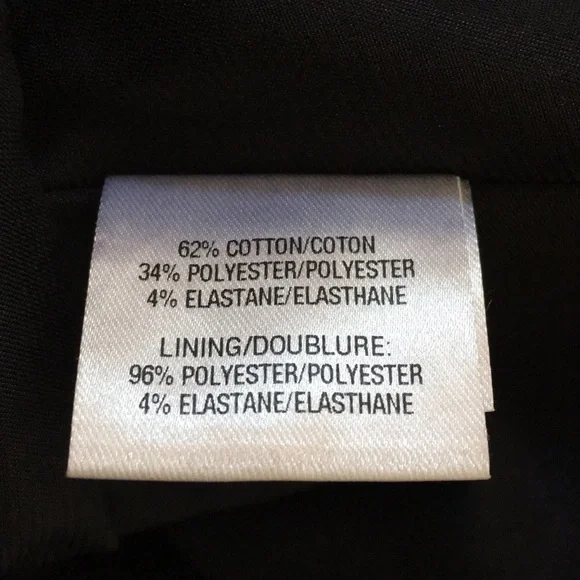 62% COTTON/COTON
34% POLYESTER/POLYESTER
4% ELASTANE/ELASTHANE
LINING/DOUBLURE:
96% POLYESTER/POLYESTER
4% ELASTANE/ELASTHANE